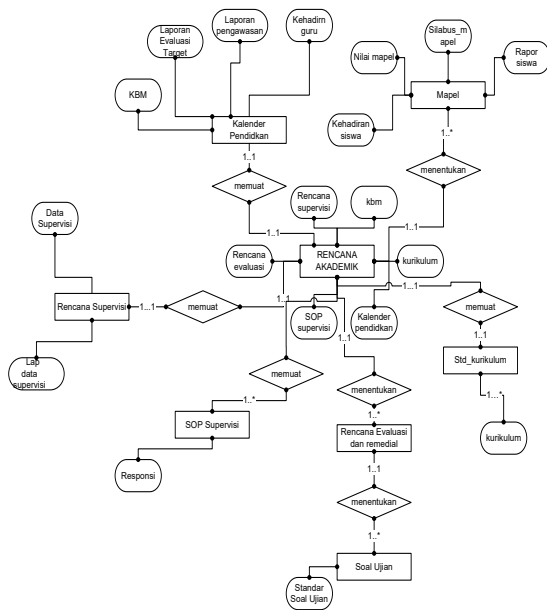 Laporan
Evaluasi
Target
Laporan
pengawasan
Kehadirn
guru
Silabus_m
apel
Nilai mapel
Rapor
siswa
KBM
Kalender
Pendidkan
Mapel
Kehadiran
siswa
1..1
1..*
memuat
menentukan
Rencana
supervisi
kbm
Data
Supervisi
1..1
1..1
Rencana
evaluasi
RENCANA
AKADEMIK
kurikulum
1...1
Rencana Supervisi
1...1
memuat
1..1
SOP
supervisi
Kalender
pendidkan
memuat
1..1
1..1
Lap
data
supervisi
memuat
Std_kurikulum
menentukan
1..*
1..*
1...*
SOP Supervisi
Rencana Evaluasi
dan remedial
kurikulum
1..1
Responsi
menentukan
1..*
Soal Ujian
Standar
Soal Ujian